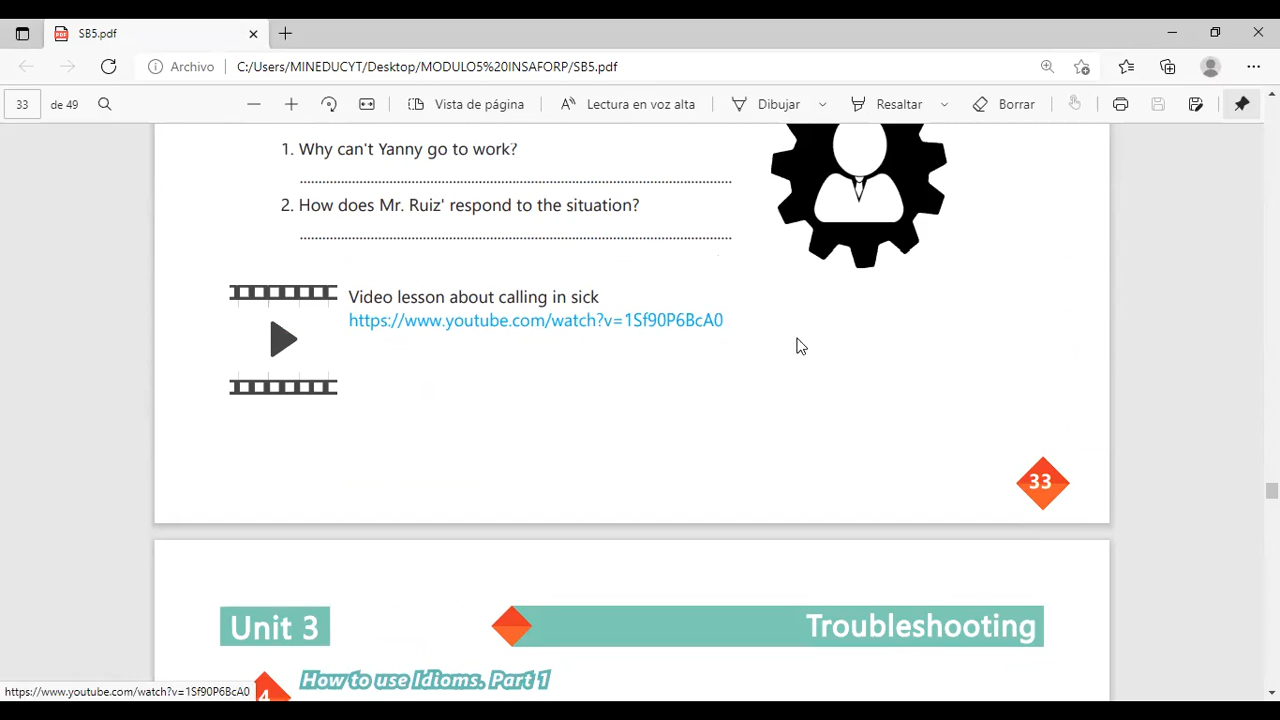 SB5.pdf
Archivo
C:/Users/MINEDUCYT/Desktop/MODULO5%20INSAFORP/SB5.pdf
33 de 49
Vista de página
Lectura en voz alta
Dibujar
Resaltar
Borrar
1. Why can't Yanny go to work?
2. How does Mr. Ruiz' respond to the situation?
Video lesson about calling in sick
https://www.youtube.com/watch?v=1Sf90P6BcA0
33
Unit 3
Troubleshooting
4
How to use Idioms. Part 1
https://www.youtube.com/watch?v=1Sf90P6BcA0